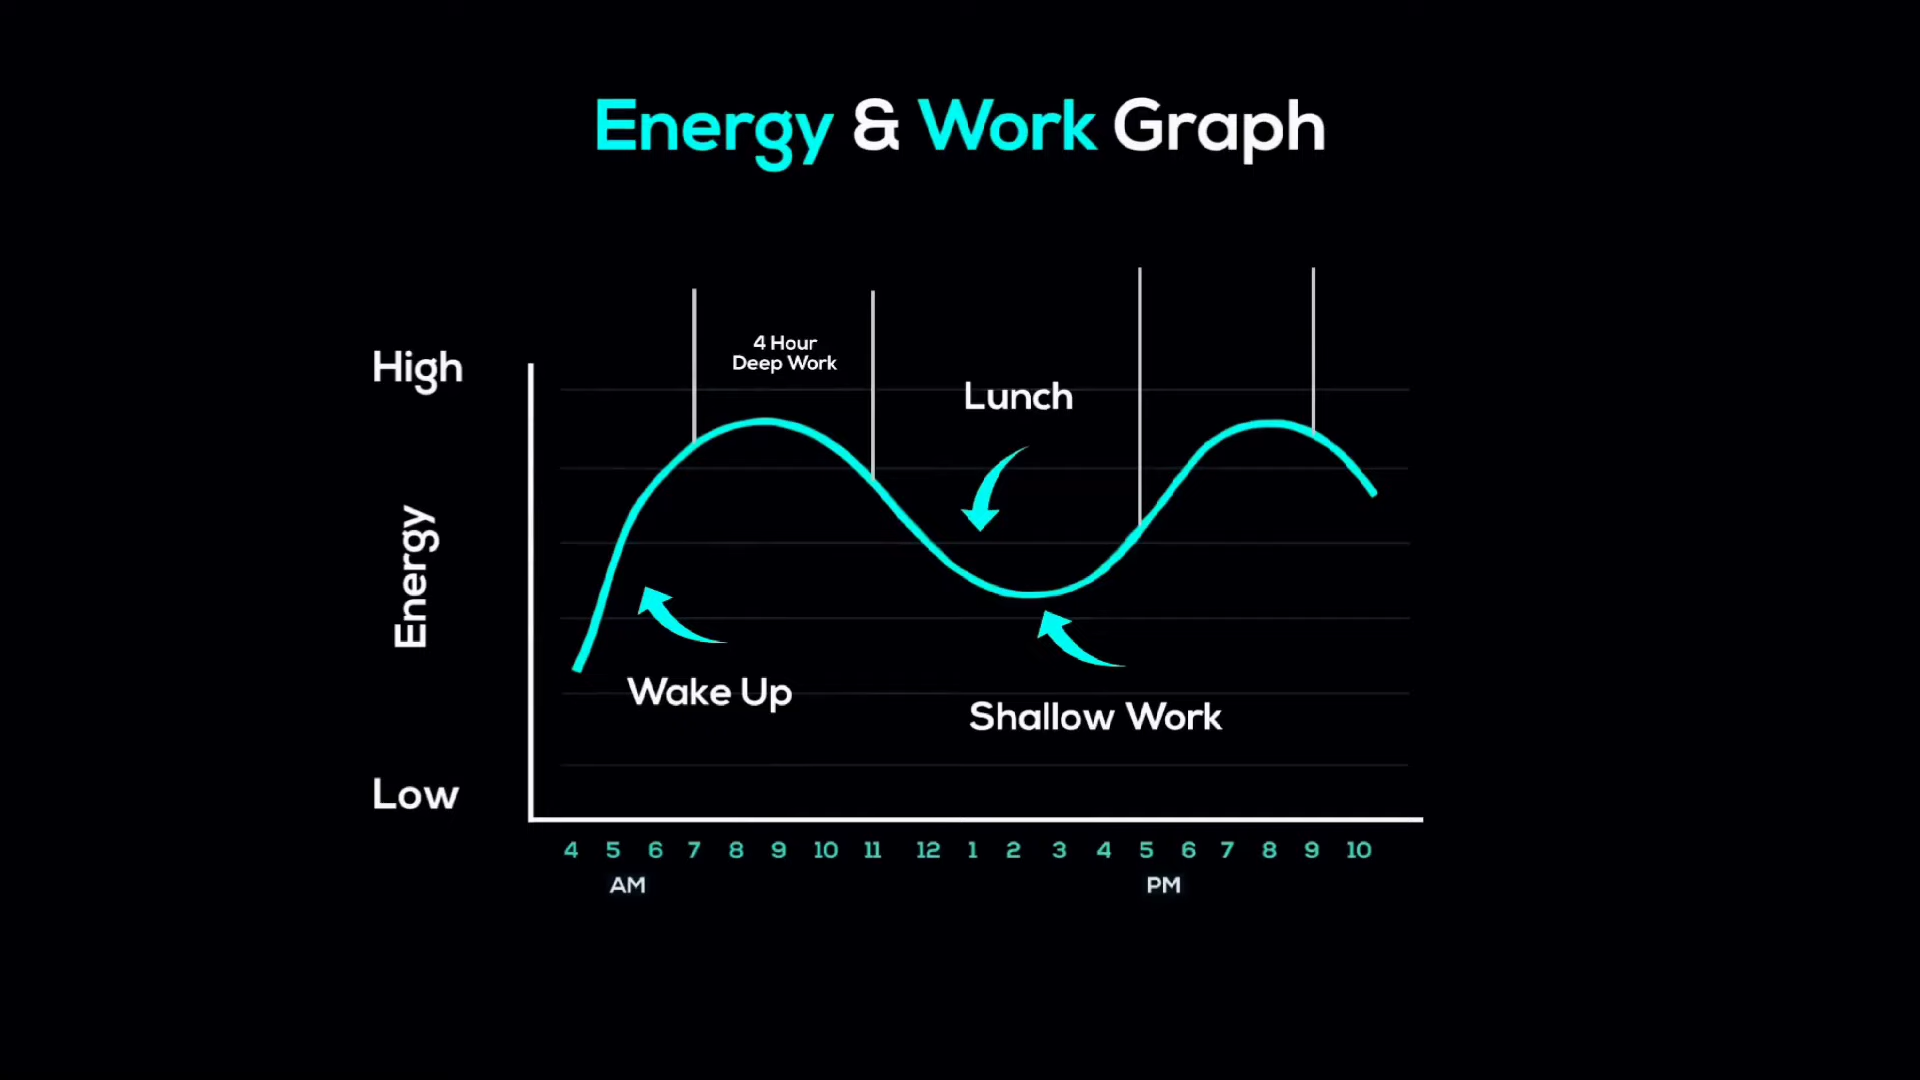 Energy & Work Graph
4 Hour
Deep Work
High
Lunch
Energy
Wake Up
Shallow Work
Low
4 5 6 7 8 9 10 11 12 1 2 3 4 5 6 7 8 9 10
AM PM